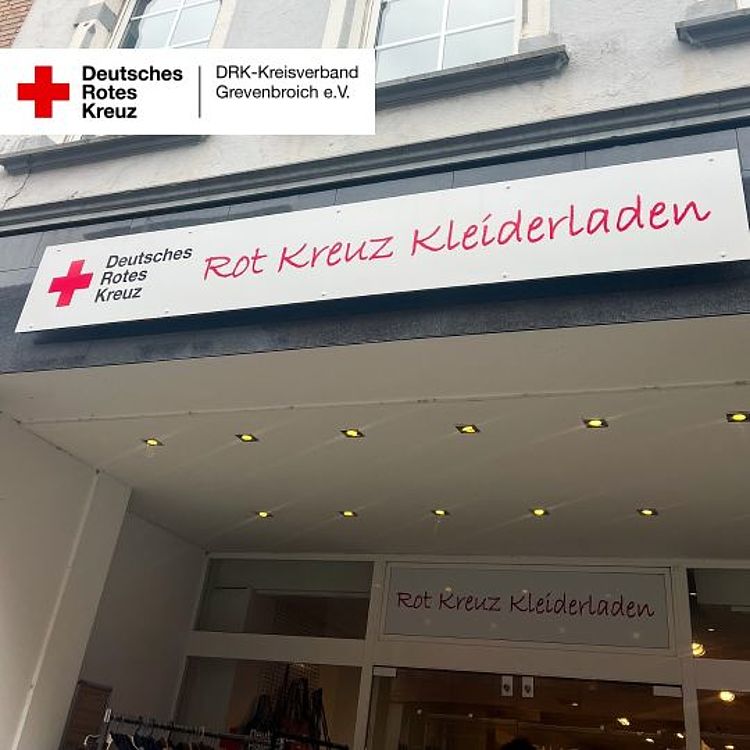 Deutsches
Rotes
Kreuz
DRK-Kreisverband
Grevenbroich e.V.
Deutsches
Rotes
Kreuz
Rot Kreuz Kleiderladen
Rot Kreuz Kleiderladen